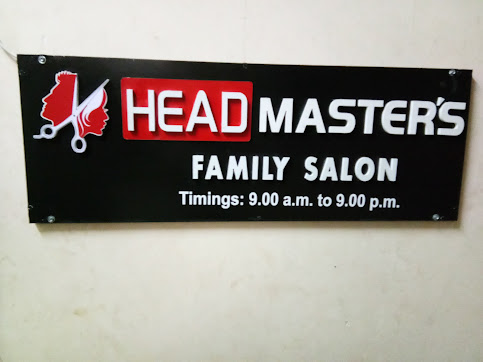 HEAD MASTER'S
FAMILY SALON
Timings: 9.00 a.m. to 9.00 p.m.